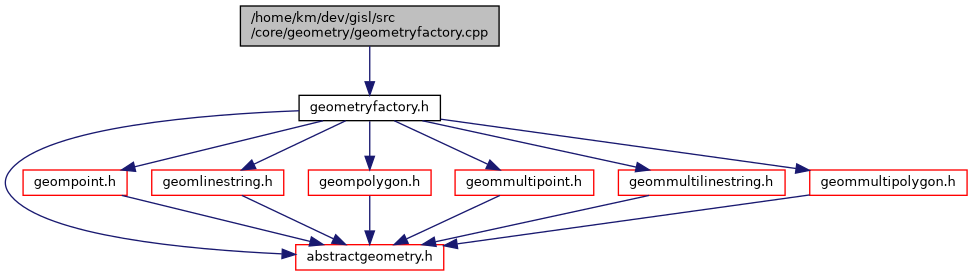 /home/km/dev/gisl/src
/core/geometry/geometryfactory.cpp
geometryfactory.h
geompoint.h
geomlinestring.h
geompolygon.h
geommultipoint.h
geommultilinestring.h
geommultipolygon.h
abstractgeometry.h